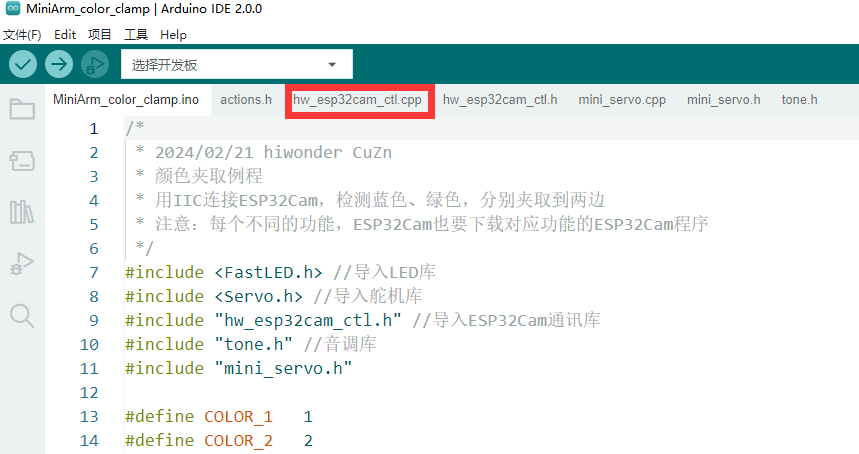 MiniArm_color_clamp | Arduino IDE 2.0.0
文件(F) Edit 项目 工具 Help
选择开发板
MiniArm_color_clamp.ino actions.h hw_esp32cam_ctl.cpp hw_esp32cam_ctl.h mini_servo.cpp mini_servo.h tone.h
1 /*
2 * 2024/02/21 hiwonder CuZn
3 * 颜色夹取例程
4 * 用IIC连接ESP32Cam，检测蓝色、绿色，分别夹取到两边
5 * 注意：每个不同的功能，ESP32Cam也要下载对应功能的ESP32Cam程序
6 */
7 #include <FastLED.h> //导入LED库
8 #include <Servo.h> //导入舵机库
9 #include "hw_esp32cam_ctl.h" //导入ESP32Cam通讯库
10 #include "tone.h" //音调库
11 #include "mini_servo.h"
12
13 #define COLOR_1 1
14 #define COLOR_2 2